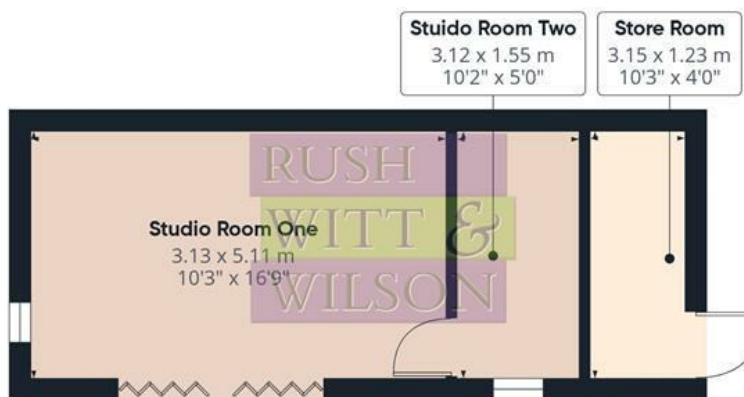 Stuido Room Two
3.12 x 1.55 m
10'2" x 5'0"
Store Room
3.15 x 1.23 m
10'3" x 4'0"
RUSH
WITT &
WILSON
Studio Room One
3.13 x 5.11 m
10'3" x 16'9"